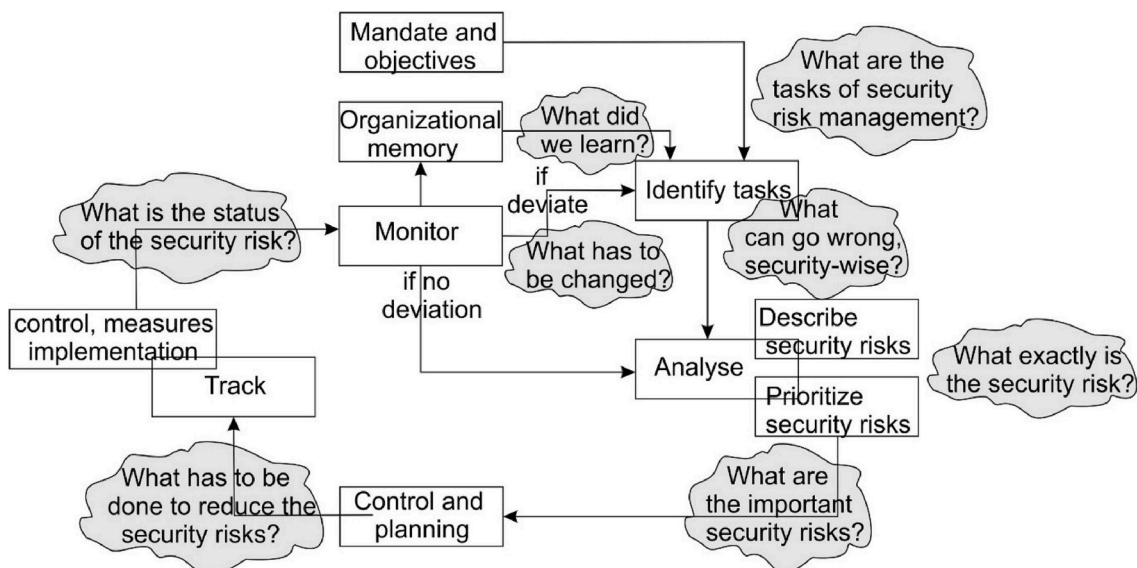 Mandate and
objectives
What are the
tasks of security
risk management?
Organizational
memory
What did
we learn?
if
deviate
Identify tasks
What is the status
of the security risk?
Monitor
What has to
be changed?
What
can go wrong,
security-wise?
if no
deviation
control, measures
implementation
Describe
security risks
Track
Analyse
What exactly is
the security risk?
Prioritize
security risks
What has to be
done to reduce the
security risks?
Control and
planning
What are
the important
security risks?